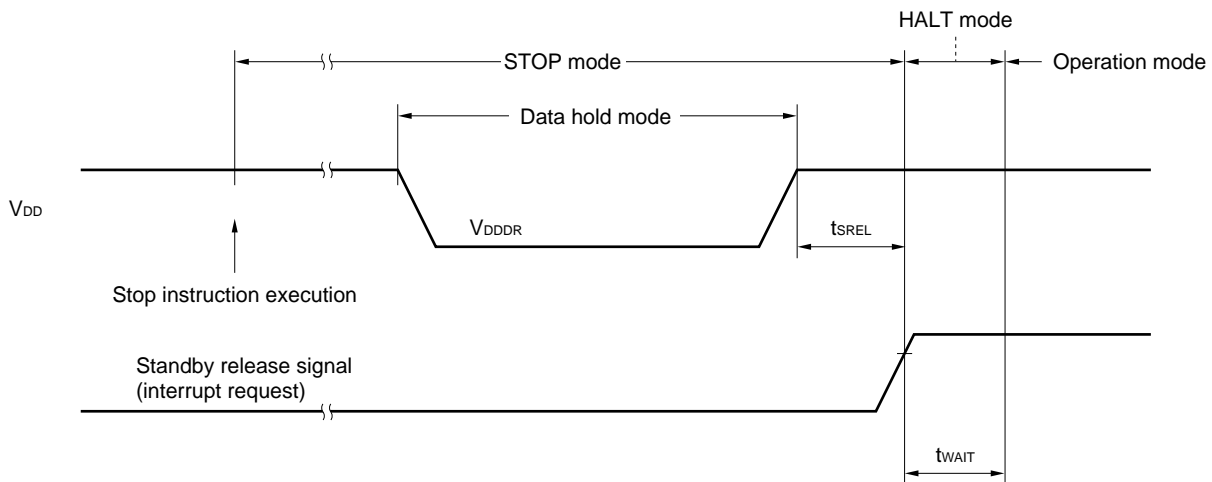 HALT mode
STOP mode
Operation mode
Data hold mode
VDD
VDDDR
tSREL
Stop instruction execution
Standby release signal
(interrupt request)
tWAIT